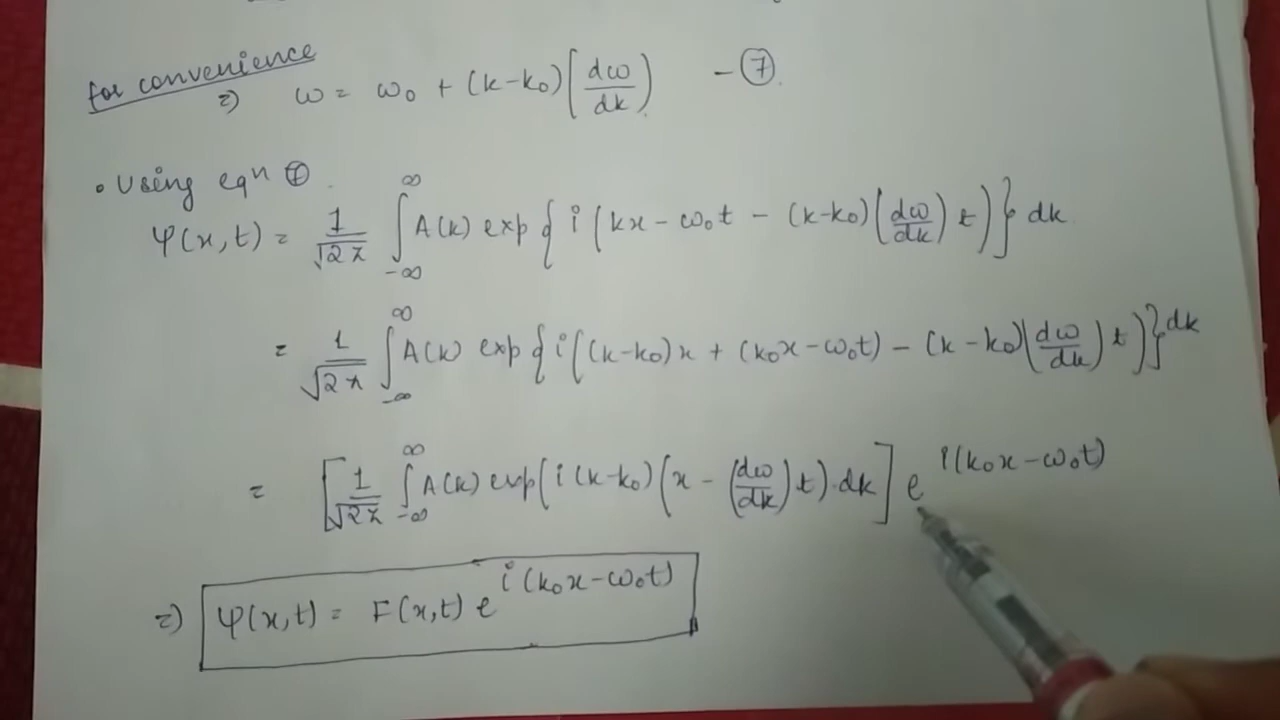 for convenience
=) ω = ω₀ + (k-k₀) (dω/dk) - ⑦.
• Using eqⁿ ⑦.
ψ(x,t) = 1/√2π ∫_{-∞}^{∞} A(k) exp { i (kx - ω₀t - (k-k₀) (dω/dk) t) } dk.
= 1/√2π ∫_{-∞}^{∞} A(k) exp { i ( (k-k₀)x + (k₀x - ω₀t) - (k-k₀) (dω/dk) t) } dk
= [ 1/√2π ∫_{-∞}^{∞} A(k) exp ( i (k-k₀) (x - (dω/dk) t) . dk ] e^{i(k₀x-ω₀t)}
=) ψ(x,t) = F(x,t) e^{i(k₀x-ω₀t)}